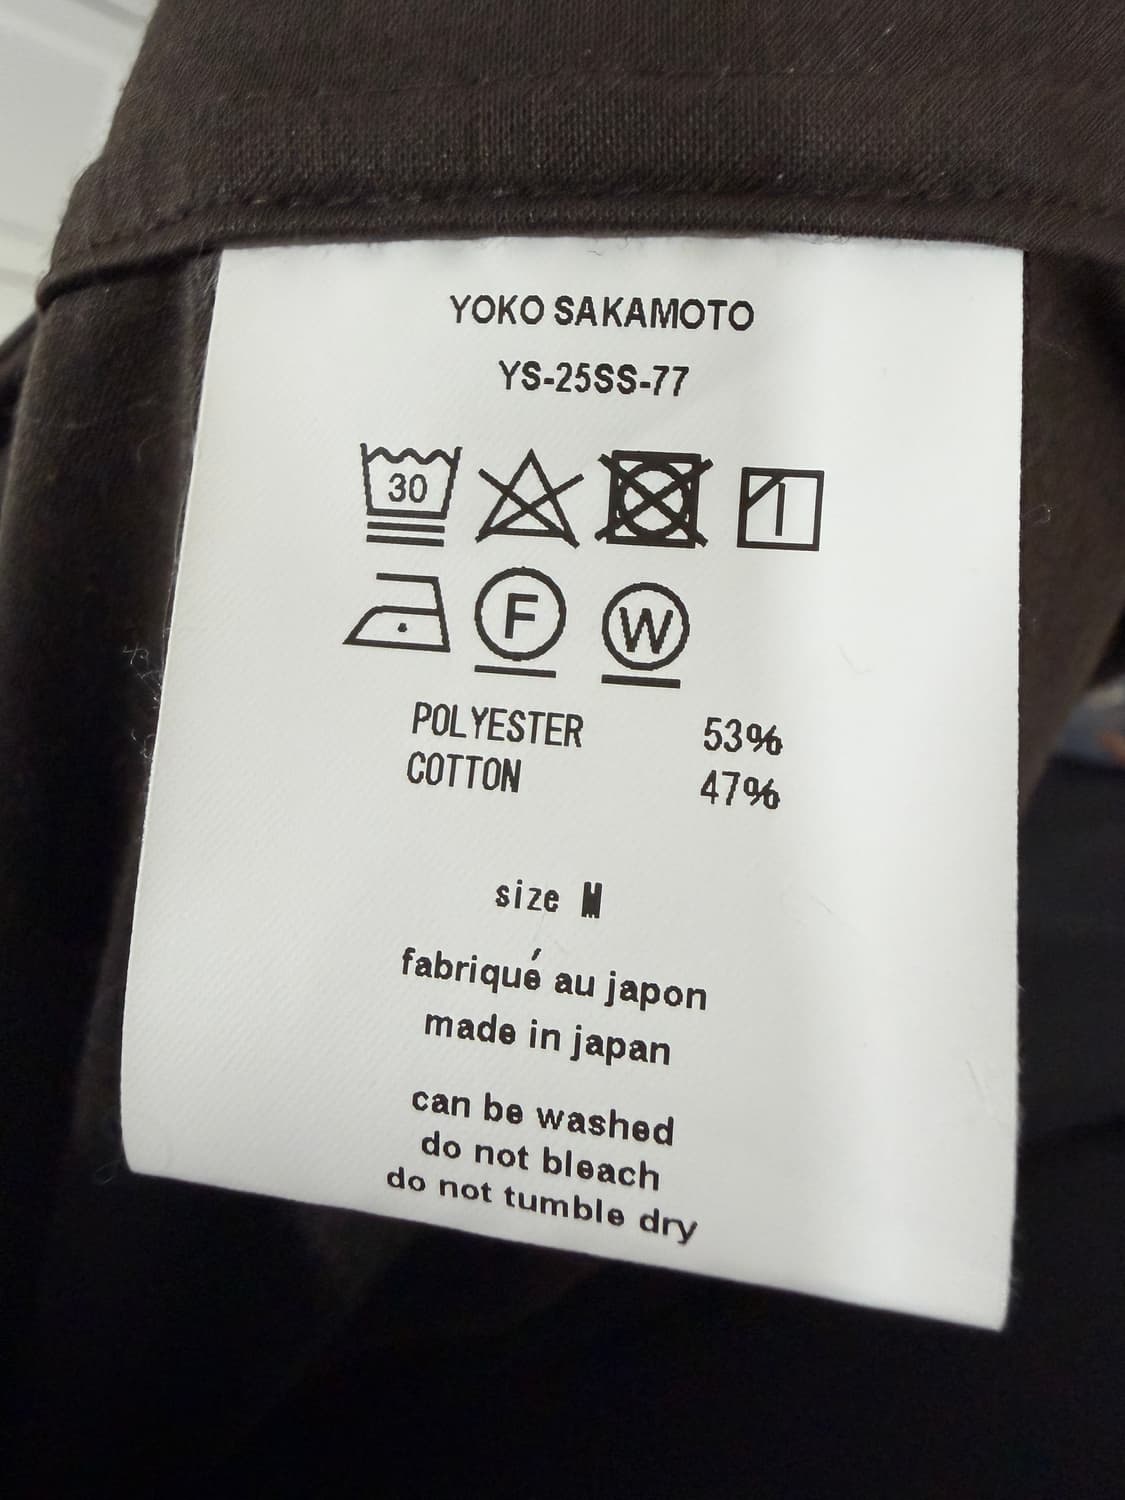 YOKO SAKAMOTO
YS-25SS-77
30
F W
POLYESTER 53%
COTTON 47%
size M
fabriqué au japon
made in japan
can be washed
do not bleach
do not tumble dry